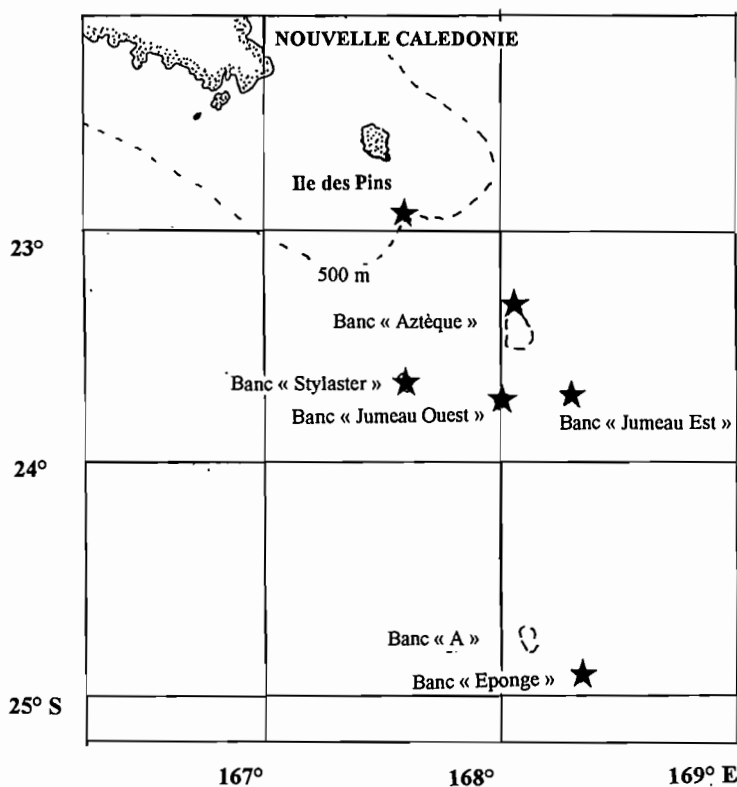 NOUVELLE CALEDONIE
Ile des Pins
23°
500 m
Banc « Aztèque »
Banc « Stylaster »
Banc « Jumeau Ouest »
Banc « Jumeau Est »
24°
Banc « A »
Banc « Eponge »
25° S
167°
168°
169° E